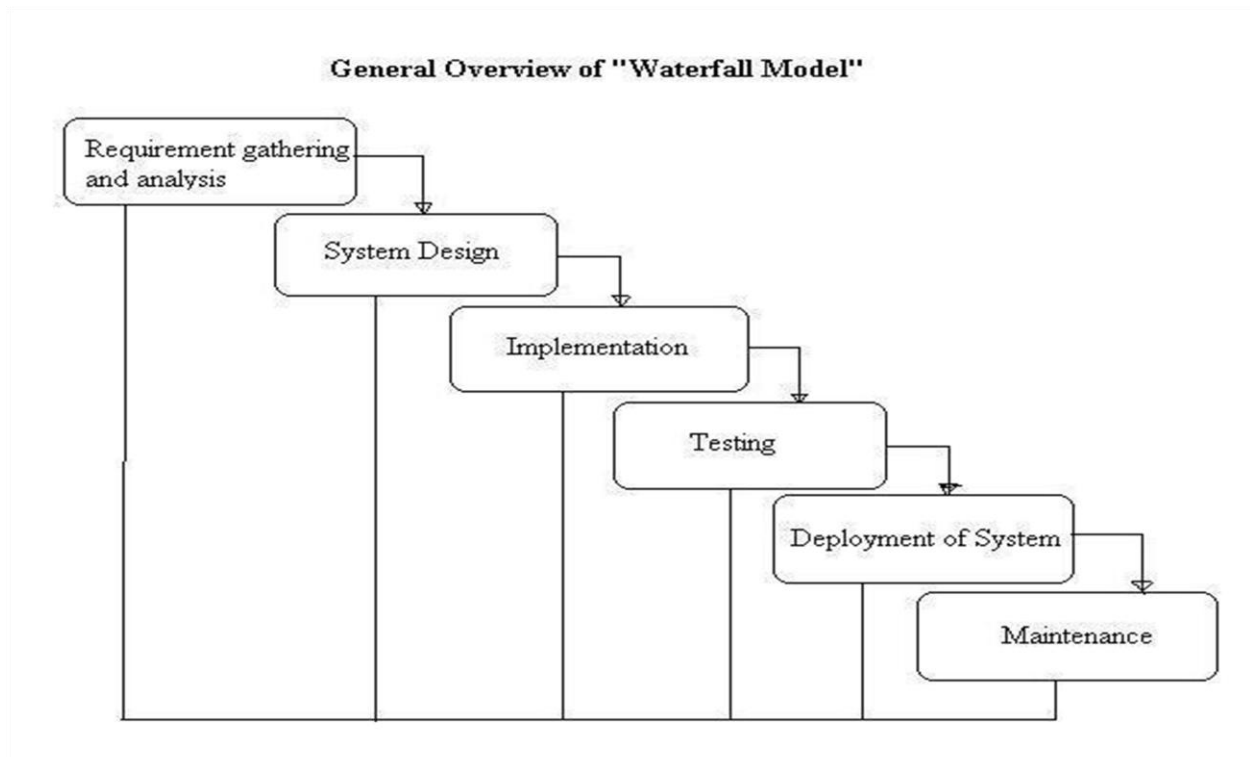 General Overview of "Waterfall Model"
Requirement gathering
and analysis
System Design
Implementation
Testing
Deployment of System
Maintenance